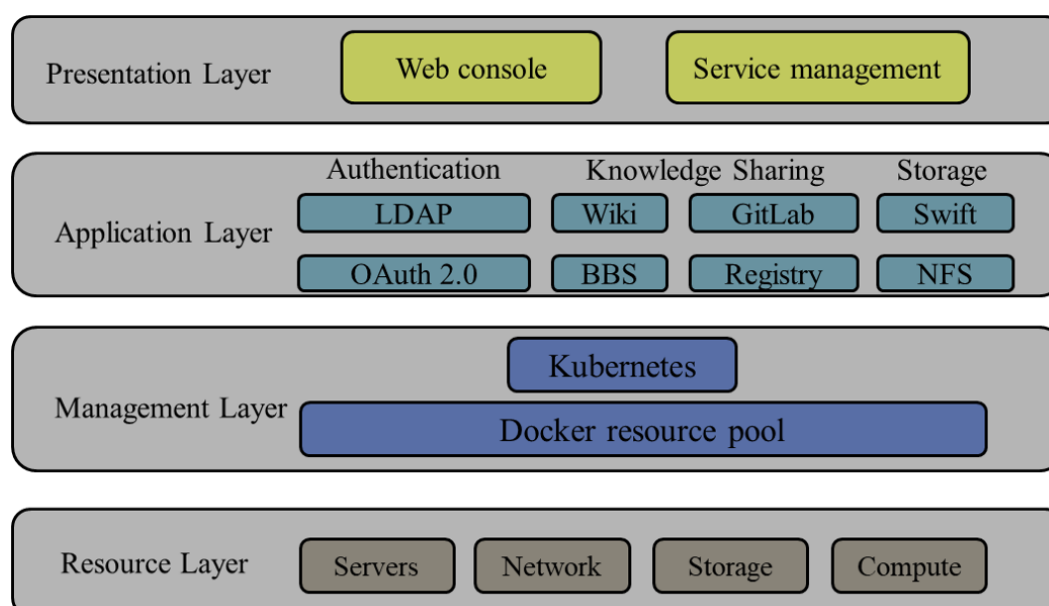 Presentation Layer
Web console
Service management
Application Layer
Authentication
Knowledge Sharing
Storage
LDAP
Wiki
GitLab
Swift
OAuth 2.0
BBS
Registry
NFS
Management Layer
Kubernetes
Docker resource pool
Resource Layer
Servers
Network
Storage
Compute